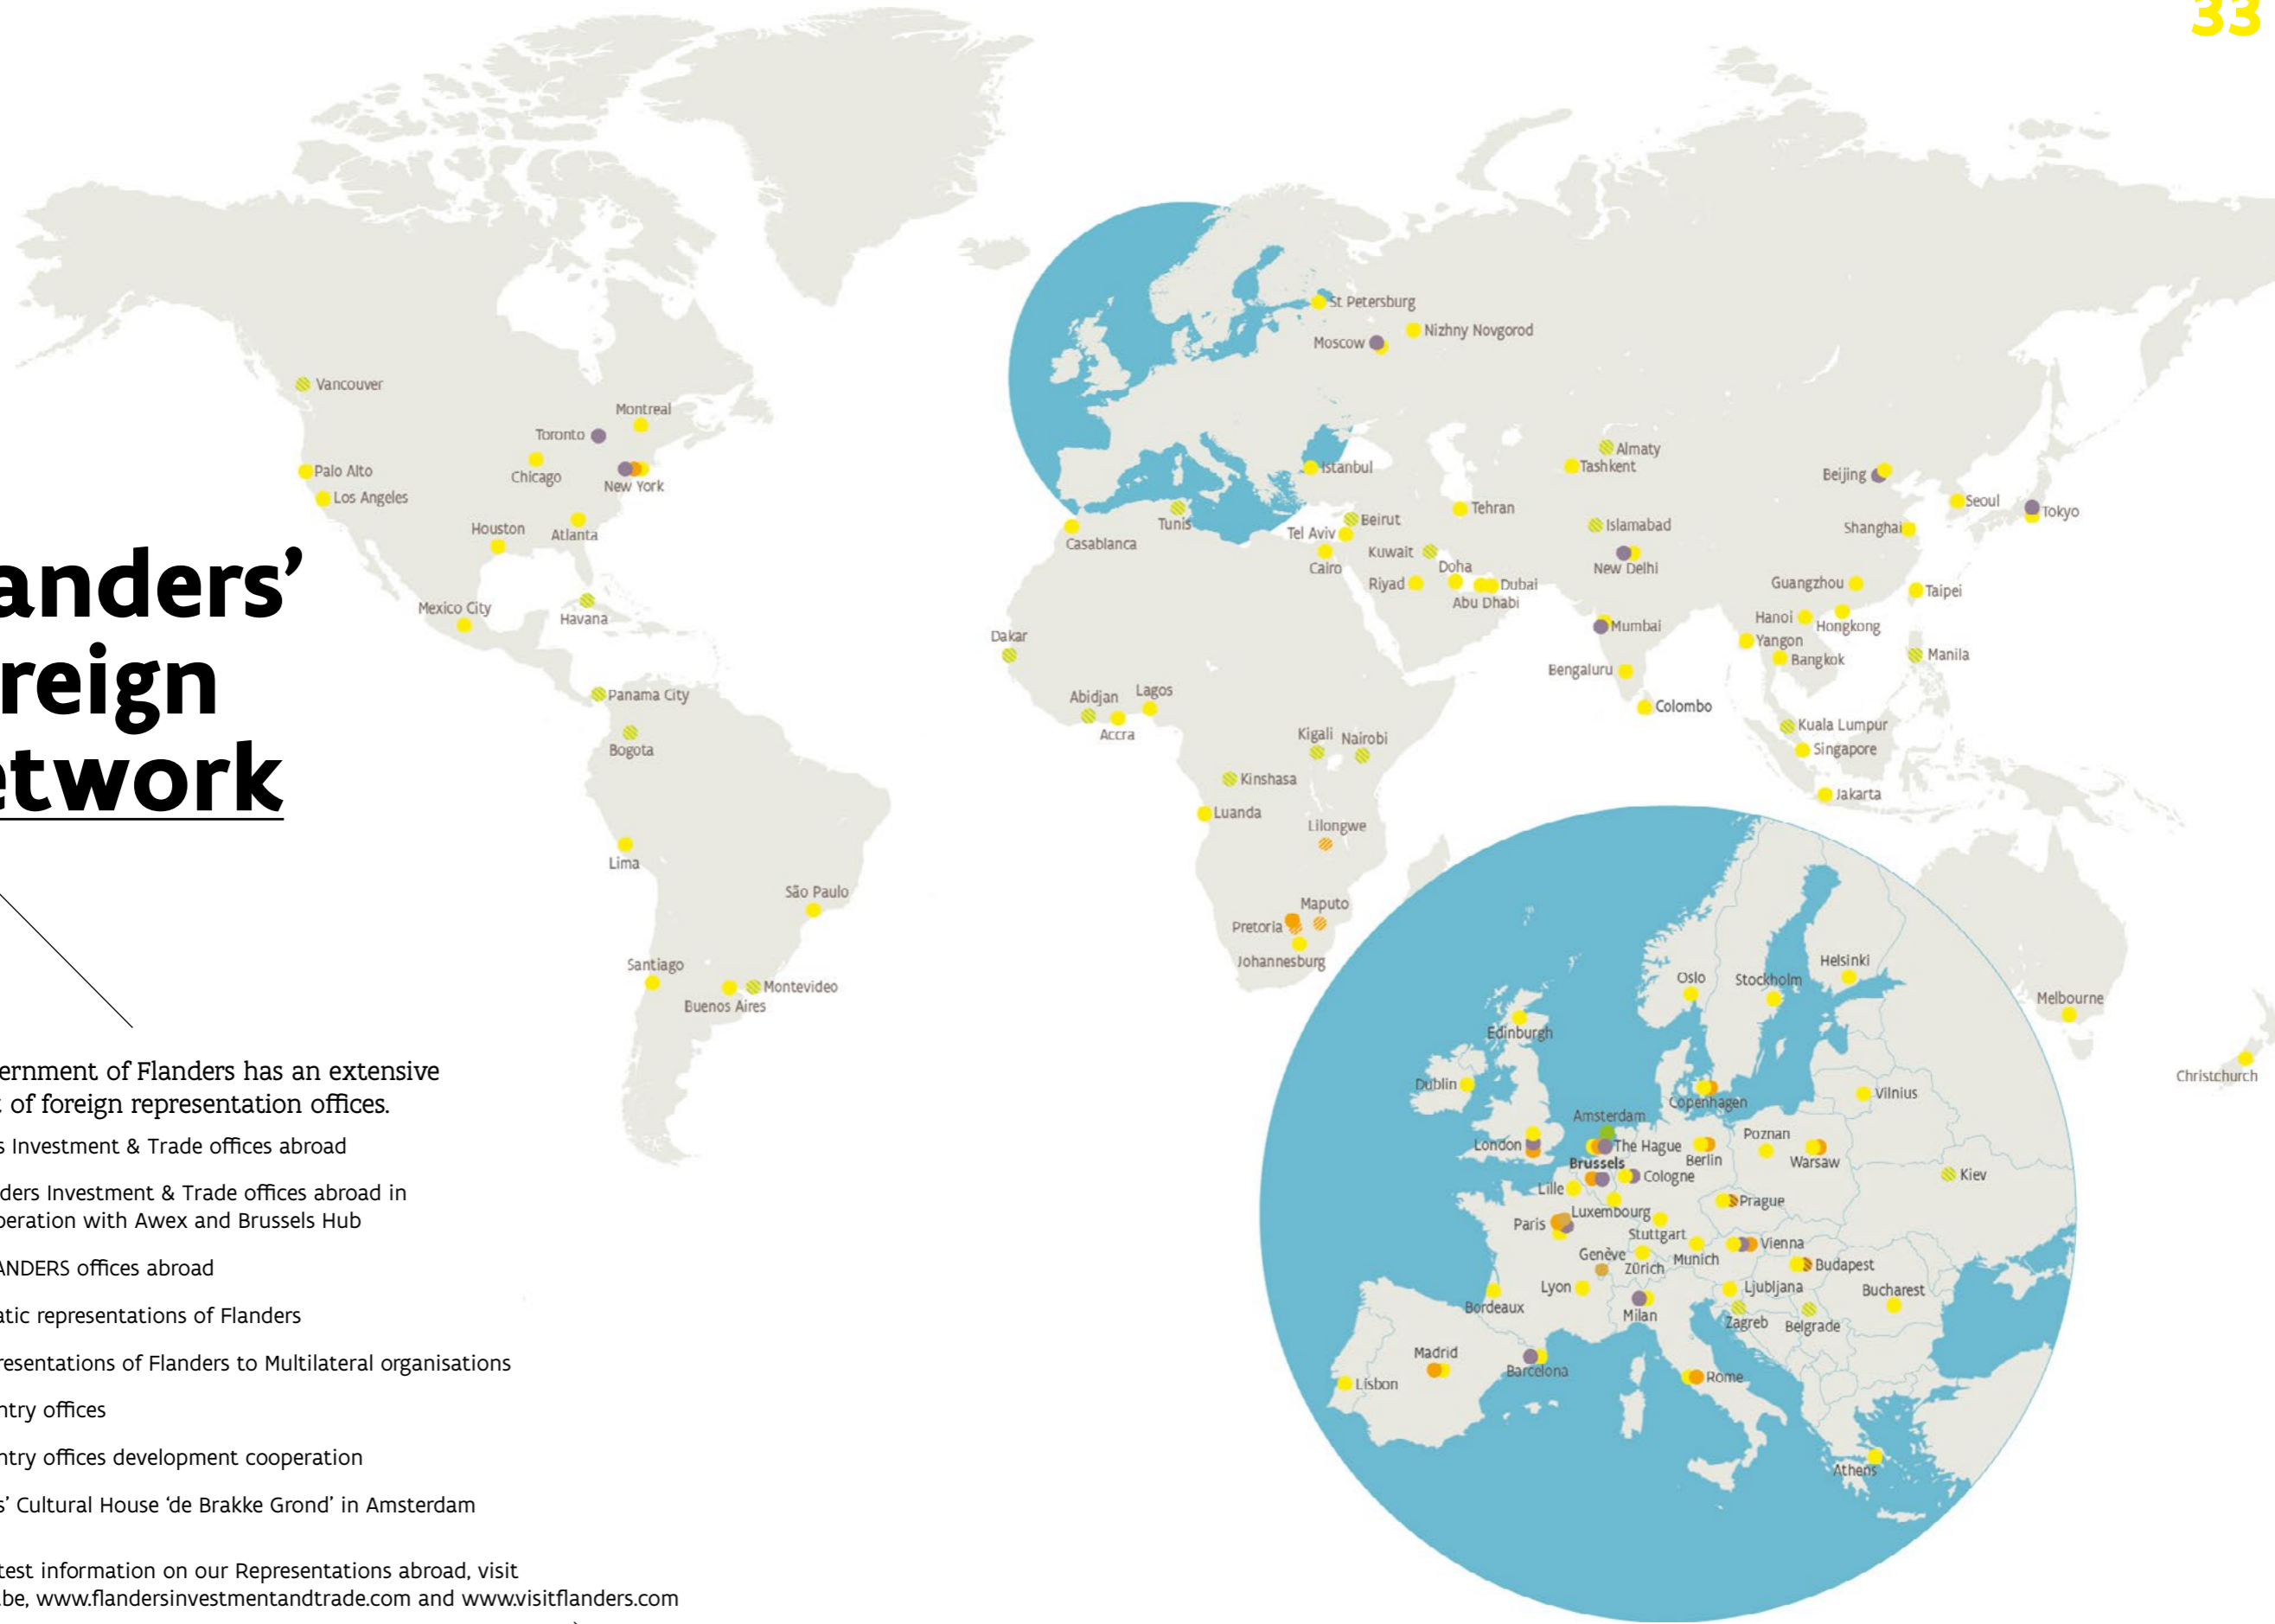 33
anders'
reign
etwork
ernment of Flanders has an extensive
of foreign representation offices.
s Investment & Trade offices abroad
ders Investment & Trade offices abroad in
peration with Awex and Brussels Hub
ANDERS offices abroad
atic representations of Flanders
resentations of Flanders to Multilateral organisations
ntry offices
ntry offices development cooperation
s' Cultural House 'de Brakke Grond' in Amsterdam
test information on our Representations abroad, visit
.be, www.flandersinvestmentandtrade.com and www.visitflanders.com
Vancouver
Montreal
Toronto
Palo Alto
Chicago
New York
Los Angeles
Houston
Atlanta
Mexico City
Havana
Panama City
Bogota
Lima
São Paulo
Santiago
Montevideo
Buenos Aires
St Petersburg
Nizhny Novgorod
Moscow
Istanbul
Almaty
Tashkent
Beijing
Seoul
Tokyo
Shanghai
Tehran
Beirut
Tunis
Casablanca
Tel Aviv
Islamabad
Kuwait
Cairo
Doha
New Delhi
Riyad
Dubai
Abu Dhabi
Guangzhou
Taipei
Hanoi
Hongkong
Mumbai
Yangon
Bangkok
Manila
Bengaluru
Colombo
Kuala Lumpur
Singapore
Jakarta
Dakar
Abidjan
Lagos
Accra
Kigali
Nairobi
Kinshasa
Luanda
Lilongwe
Maputo
Pretoria
Johannesburg
Melbourne
Christchurch
Helsinki
Oslo
Stockholm
Edinburgh
Dublin
Copenhagen
Vilnius
Amsterdam
London
The Hague
Berlin
Poznan
Warsaw
Brussels
Cologne
Kiev
Lille
Prague
Luxembourg
Paris
Stuttgart
Vienna
Genève
Zürich
Munich
Budapest
Lyon
Ljubljana
Bucharest
Bordeaux
Milan
Zagreb
Belgrade
Madrid
Barcelona
Lisbon
Rome
Athens